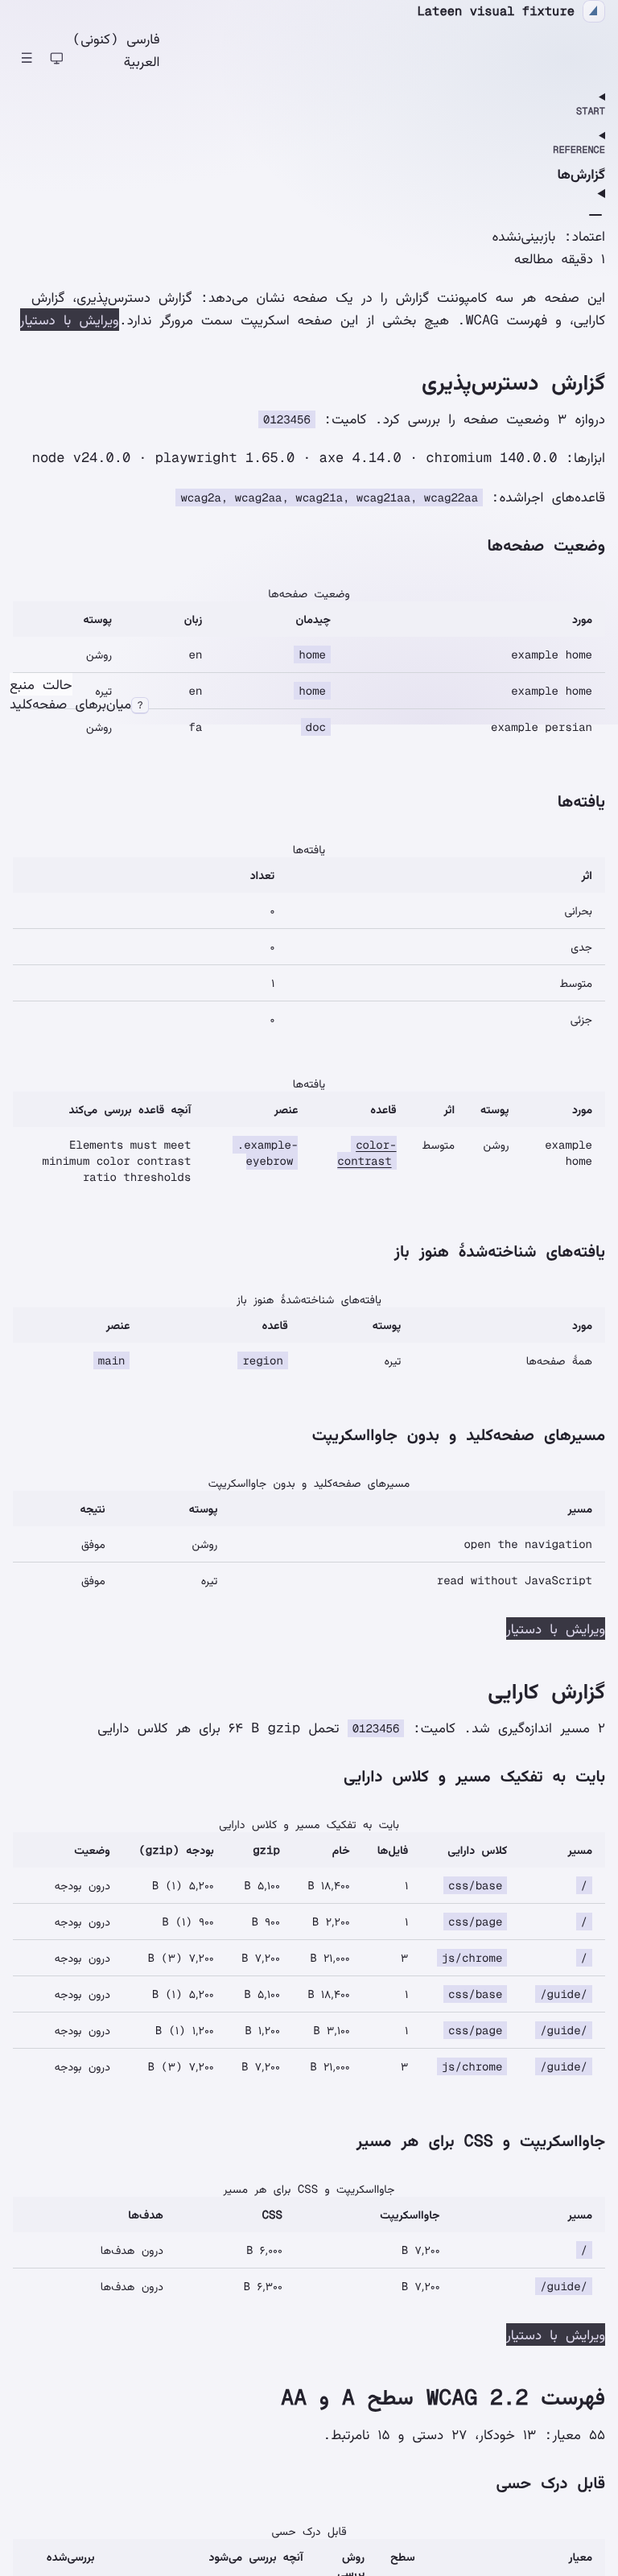 Lateen visual fixture
فارسی (کنونی)
العربية
START
REFERENCE
گزارش‌ها
اعتماد: بازبینی‌نشده
۱ دقیقه مطالعه
این صفحه هر سه کامپوننت گزارش را در یک صفحه نشان می‌دهد: گزارش دسترس‌پذیری، گزارش
کارایی، و فهرست WCAG. هیچ بخشی از این صفحه اسکریپت سمت مرورگر ندارد. ویرایش با دستیار
گزارش دسترس‌پذیری
دروازه ۳ وضعیت صفحه را بررسی کرد. کامیت: 0123456
ابزارها: node v24.0.0 · playwright 1.65.0 · axe 4.14.0 · chromium 140.0.0
قاعده‌های اجراشده: wcag2a, wcag2aa, wcag21a, wcag21aa, wcag22aa
وضعیت صفحه‌ها
وضعیت صفحه‌ها
مورد چیدمان زبان پوسته
example home home en روشن
example home home en تیره
حالت منبع
میان‌برهای صفحه‌کلید ?
example persian doc fa روشن
یافته‌ها
یافته‌ها
اثر تعداد
بحرانی ۰
جدی ۰
متوسط ۱
جزئی ۰
یافته‌ها
مورد پوسته اثر قاعده عنصر آنچه قاعده بررسی می‌کند
example روشن متوسط color- .example- Elements must meet
home contrast eyebrow minimum color contrast
ratio thresholds
یافته‌های شناخته‌شدهٔ هنوز باز
یافته‌های شناخته‌شدهٔ هنوز باز
مورد پوسته قاعده عنصر
همهٔ صفحه‌ها تیره region main
مسیرهای صفحه‌کلید و بدون جاوااسکریپت
مسیرهای صفحه‌کلید و بدون جاوااسکریپت
مسیر پوسته نتیجه
open the navigation روشن موفق
read without JavaScript تیره موفق
ویرایش با دستیار
گزارش کارایی
۲ مسیر اندازه‌گیری شد. کامیت: 0123456 تحمل ۶۴ B gzip برای هر کلاس دارایی
بایت به تفکیک مسیر و کلاس دارایی
بایت به تفکیک مسیر و کلاس دارایی
مسیر کلاس دارایی فایل‌ها خام gzip بودجه (gzip) وضعیت
/ css/base ۱ ۱۸٬۴۰۰ B ۵٬۱۰۰ B ۵٬۲۰۰ B (۱) درون بودجه
/ css/page ۱ ۲٬۲۰۰ B ۹۰۰ B ۹۰۰ B (۱) درون بودجه
/ js/chrome ۳ ۲۱٬۰۰۰ B ۷٬۲۰۰ B ۷٬۲۰۰ B (۳) درون بودجه
/guide/ css/base ۱ ۱۸٬۴۰۰ B ۵٬۱۰۰ B ۵٬۲۰۰ B (۱) درون بودجه
/guide/ css/page ۱ ۳٬۱۰۰ B ۱٬۲۰۰ B ۱٬۲۰۰ B (۱) درون بودجه
/guide/ js/chrome ۳ ۲۱٬۰۰۰ B ۷٬۲۰۰ B ۷٬۲۰۰ B (۳) درون بودجه
جاوااسکریپت و CSS برای هر مسیر
جاوااسکریپت و CSS برای هر مسیر
مسیر جاوااسکریپت CSS هدف‌ها
/ ۷٬۲۰۰ B ۶٬۰۰۰ B درون هدف‌ها
/guide/ ۷٬۲۰۰ B ۶٬۳۰۰ B درون هدف‌ها
ویرایش با دستیار
فهرست WCAG 2.2 سطح A و AA
۵۵ معیار: ۱۳ خودکار، ۲۷ دستی و ۱۵ نامرتبط.
قابل درک حسی
قابل درک حسی
معیار سطح روش آنچه بررسی می‌شود بررسی‌شده
بررسی